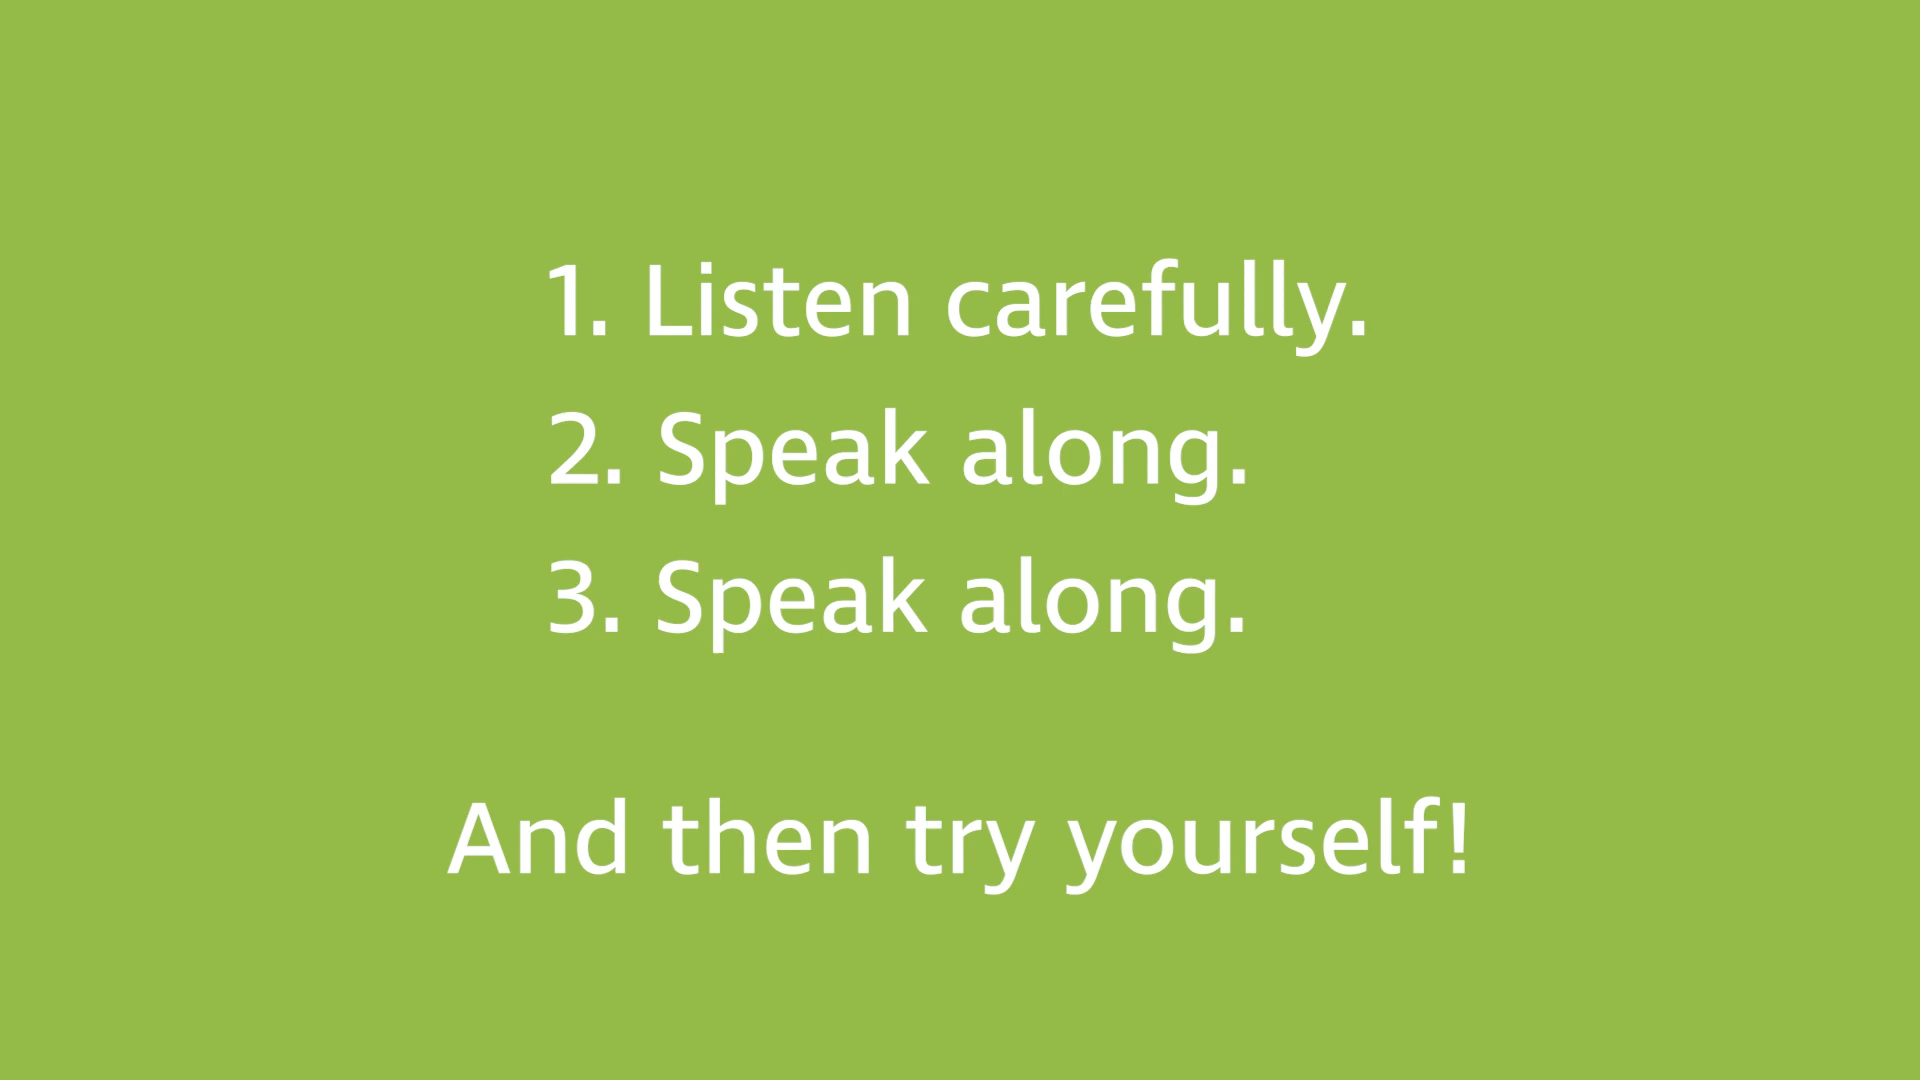 1. Listen carefully.
2. Speak along.
3. Speak along.
And then try yourself!